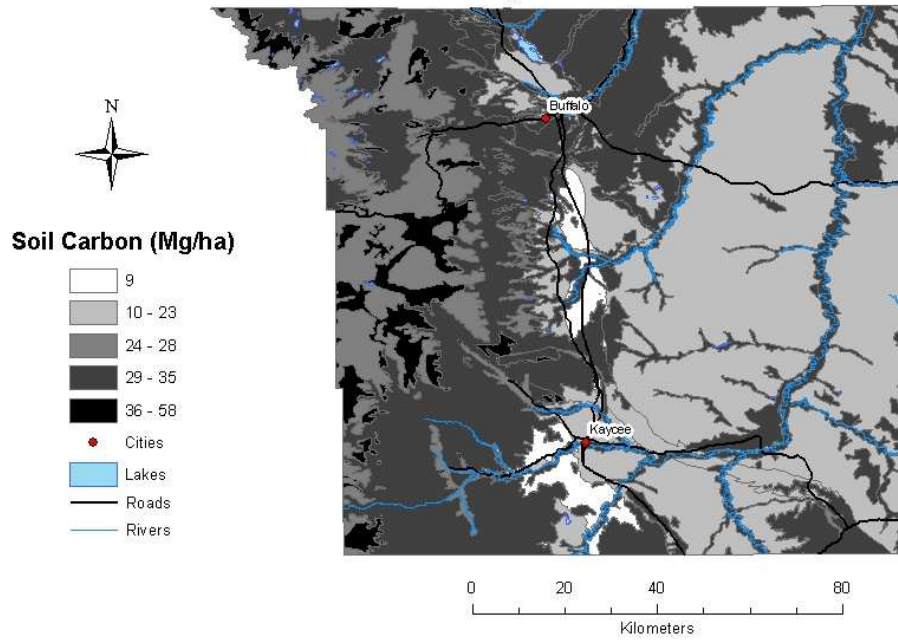 Buffalo
N
Soil Carbon (Mg/ha)
9
10 - 23
24 - 28
29 - 35
36 - 58
Cities
Lakes
Roads
Rivers
Kaycee
0 20 40 80
Kilometers